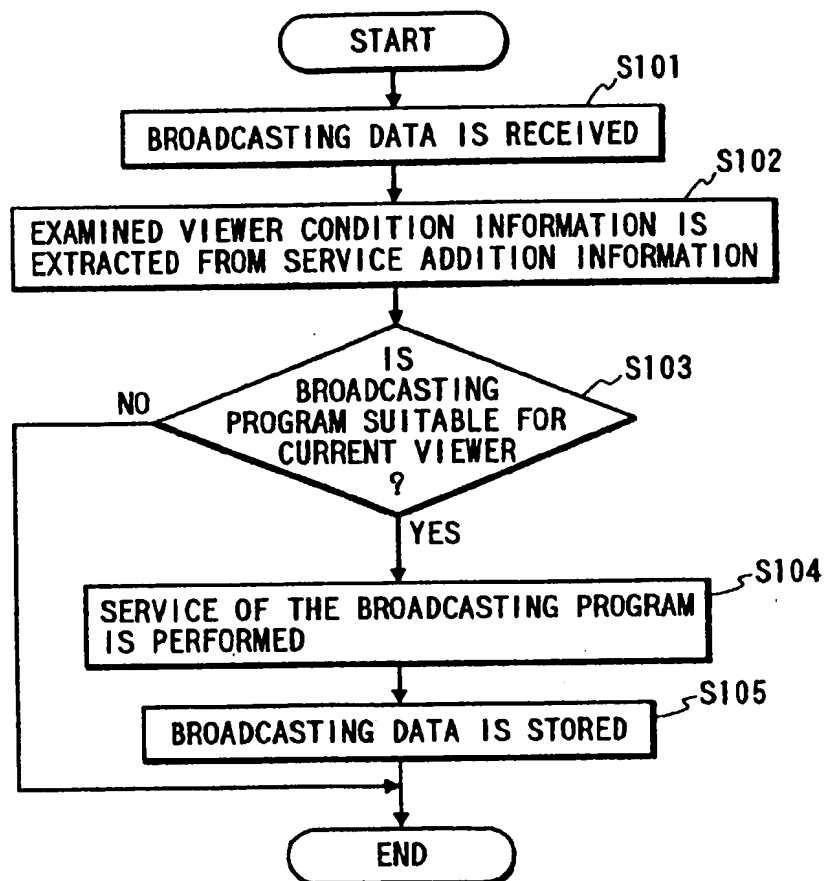 START
S101
BROADCASTING DATA IS RECEIVED
S102
EXAMINED VIEWER CONDITION INFORMATION IS
EXTRACTED FROM SERVICE ADDITION INFORMATION
S103
IS
BROADCASTING
PROGRAM SUITABLE FOR
CURRENT VIEWER
?
NO
YES
S104
SERVICE OF THE BROADCASTING PROGRAM
IS PERFORMED
S105
BROADCASTING DATA IS STORED
END